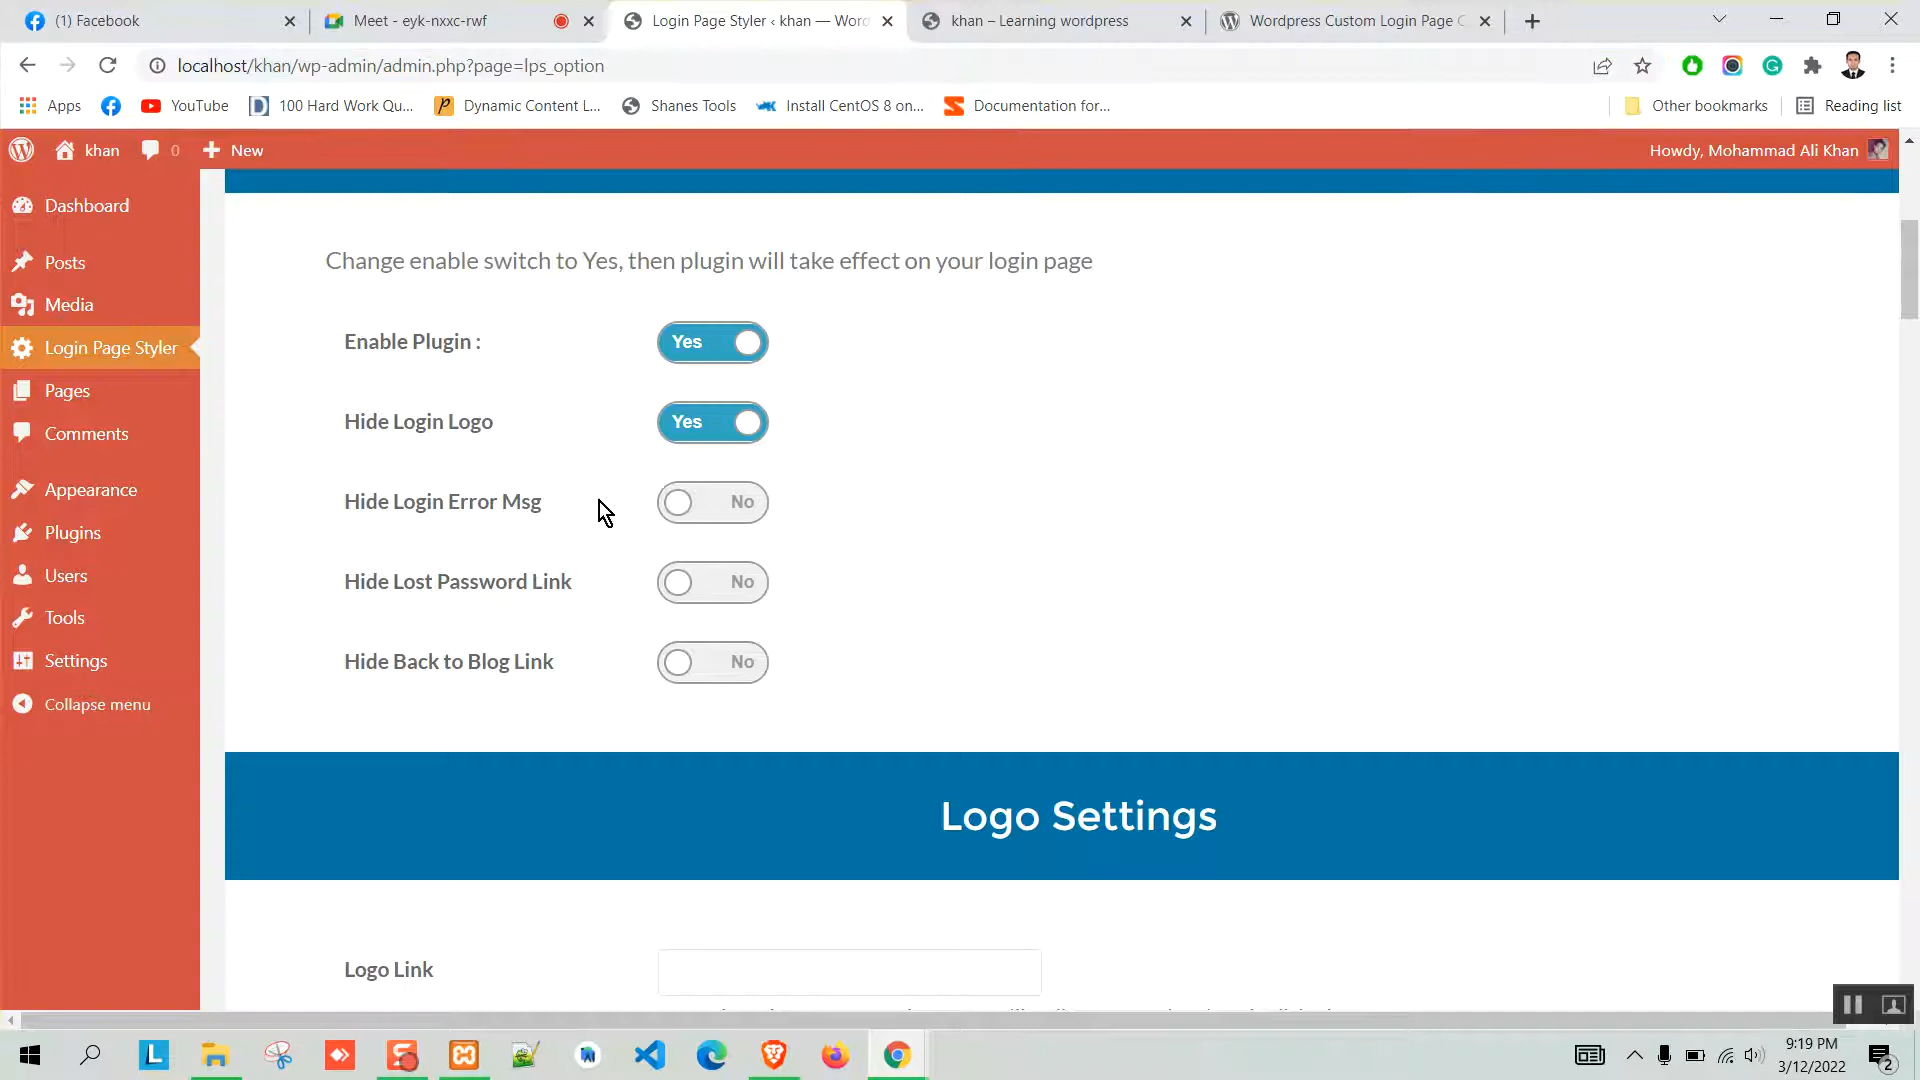 (1) Facebook
Meet - eyk-nxxc-rwf
Login Page Styler ‹ khan — Word
khan – Learning wordpress
Wordpress Custom Login Page C
localhost/khan/wp-admin/admin.php?page=lps_option
Apps
YouTube
100 Hard Work Qu...
Dynamic Content L...
Shanes Tools
Install CentOS 8 on...
Documentation for...
Other bookmarks
Reading list
khan
0
New
Howdy, Mohammad Ali Khan
Dashboard
Posts
Media
Login Page Styler
Pages
Comments
Appearance
Plugins
Users
Tools
Settings
Collapse menu
Change enable switch to Yes, then plugin will take effect on your login page
Enable Plugin : Yes
Hide Login Logo Yes
Hide Login Error Msg No
Hide Lost Password Link No
Hide Back to Blog Link No
Logo Settings
Logo Link
9:19 PM
3/12/2022
2